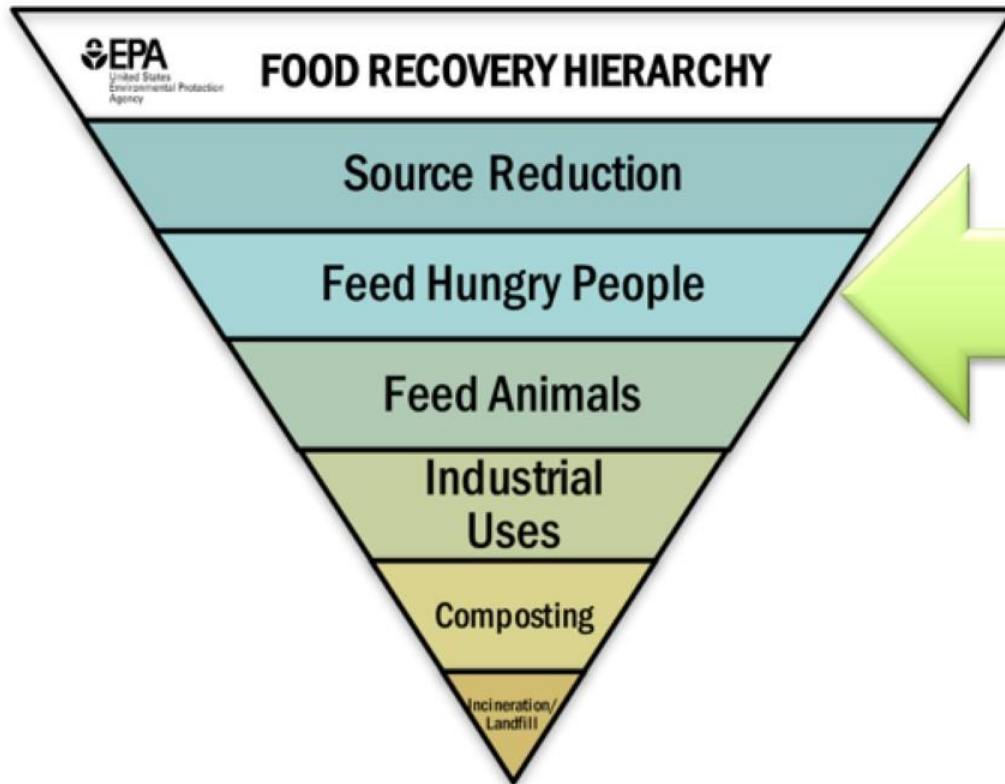 EPA
United States
Environmental Protection
Agency
FOOD RECOVERY HIERARCHY
Source Reduction
Feed Hungry People
Feed Animals
Industrial
Uses
Composting
Incineration/
Landfill